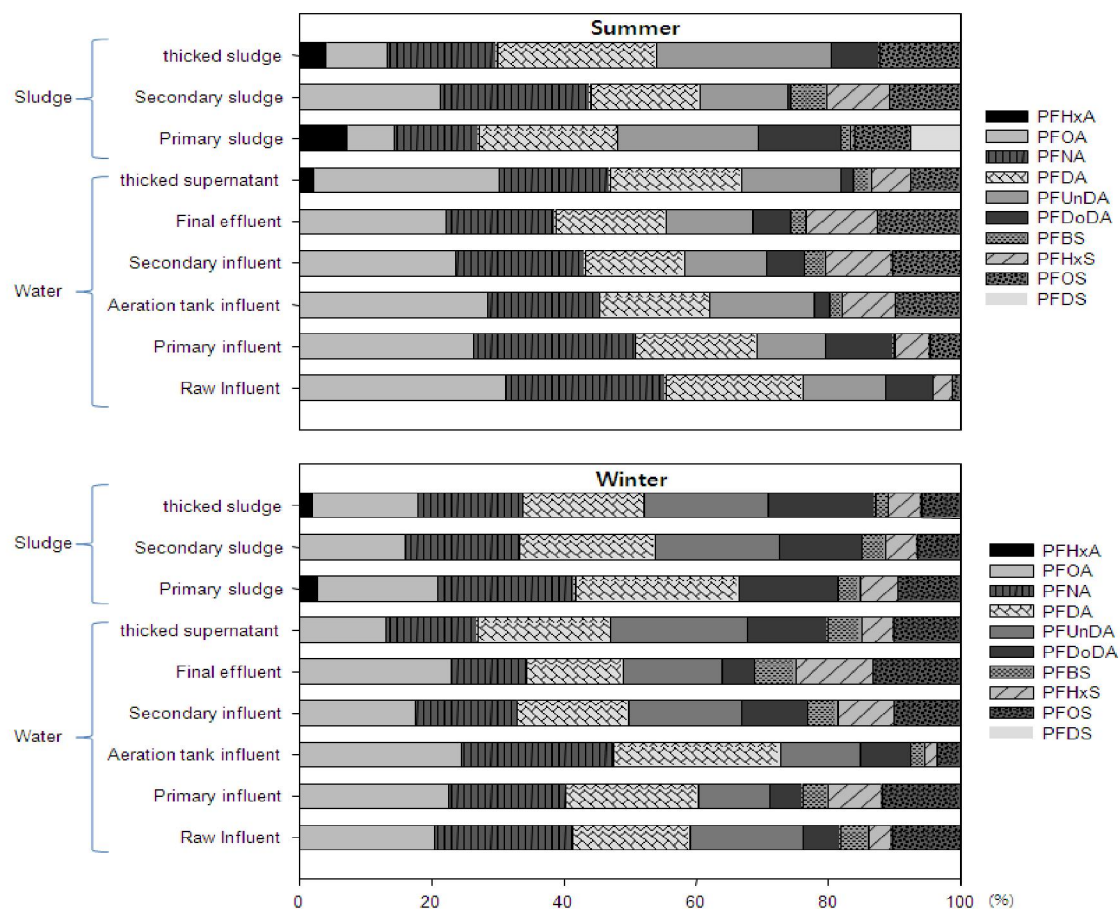 Summer
Sludge
thicked sludge
Secondary sludge
Primary sludge
Water
thicked supernatant
Final effluent
Secondary influent
Aeration tank influent
Primary influent
Raw Influent
PFHxA
PFOA
PFNA
PFDA
PFUnDA
PFDoDA
PFBS
PFHxS
PFOS
PFDS
Winter
Sludge
thicked sludge
Secondary sludge
Primary sludge
Water
thicked supernatant
Final effluent
Secondary influent
Aeration tank influent
Primary influent
Raw Influent
PFHxA
PFOA
PFNA
PFDA
PFUnDA
PFDoDA
PFBS
PFHxS
PFOS
PFDS
0 20 40 60 80 100 (%)